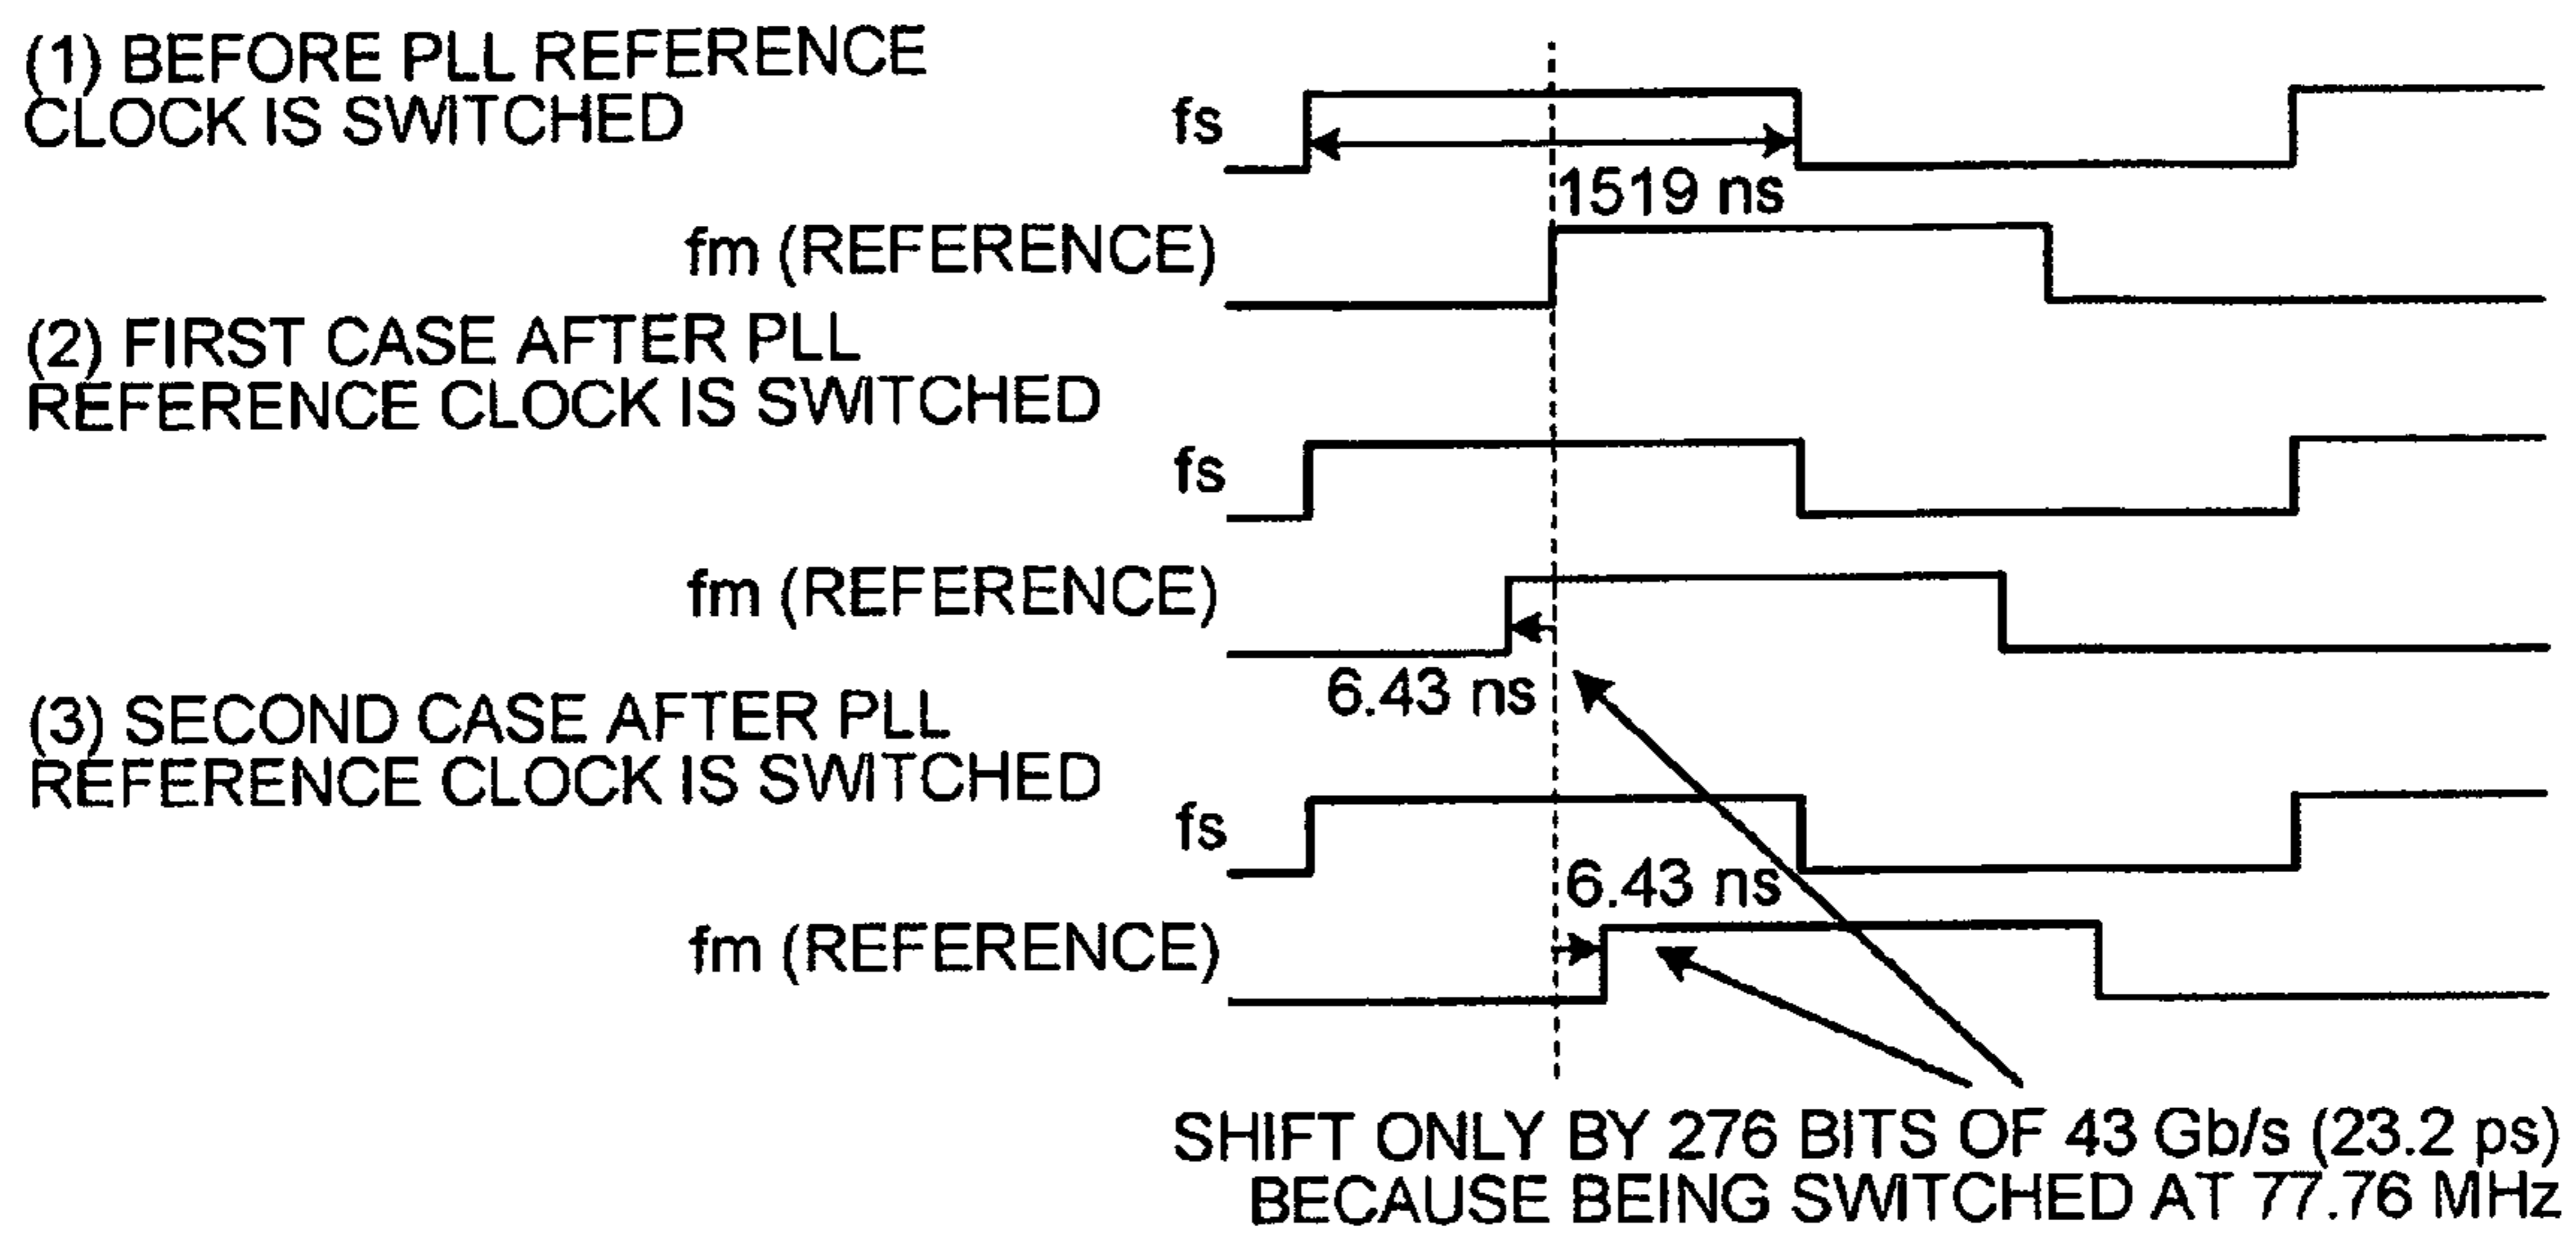 (1) BEFORE PLL REFERENCE
CLOCK IS SWITCHED
fs
1519 ns
fm (REFERENCE)
(2) FIRST CASE AFTER PLL
REFERENCE CLOCK IS SWITCHED
fs
fm (REFERENCE)
6.43 ns
(3) SECOND CASE AFTER PLL
REFERENCE CLOCK IS SWITCHED
fs
6.43 ns
fm (REFERENCE)
SHIFT ONLY BY 276 BITS OF 43 Gb/s (23.2 ps)
BECAUSE BEING SWITCHED AT 77.76 MHz